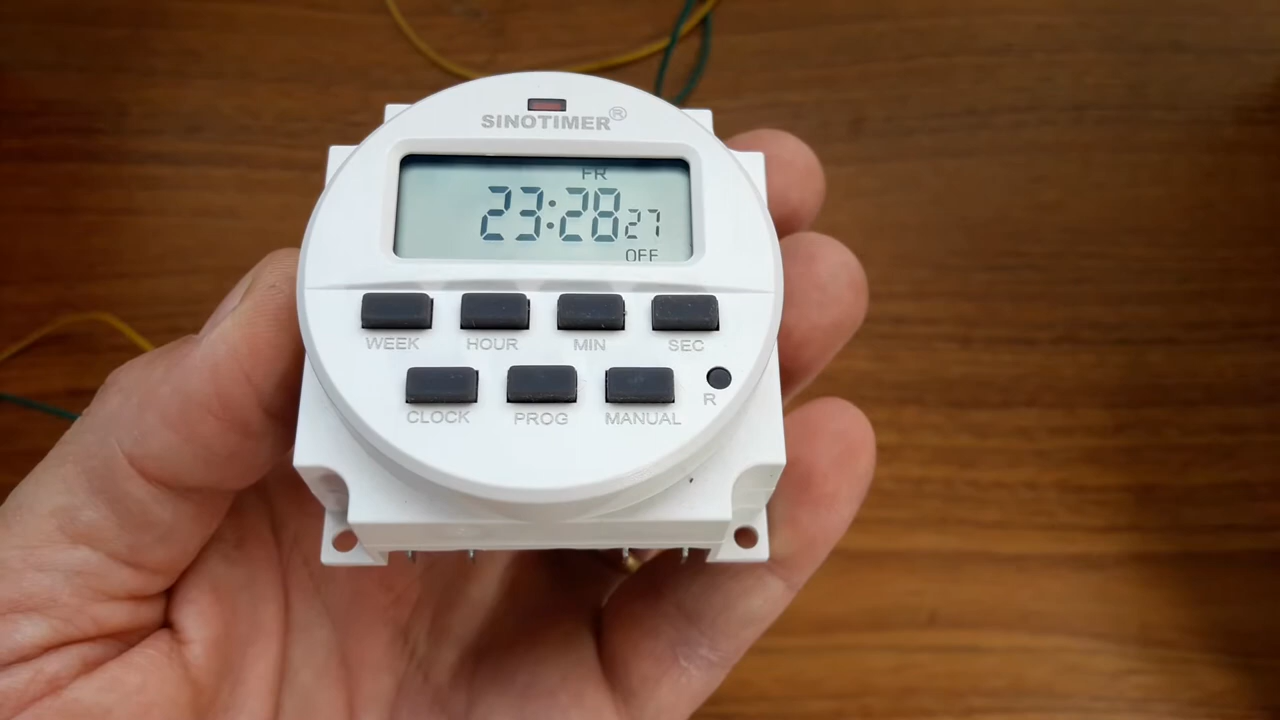 SINOTIMER®
FR
23:28 27
OFF
WEEK HOUR MIN SEC
CLOCK PROG MANUAL R